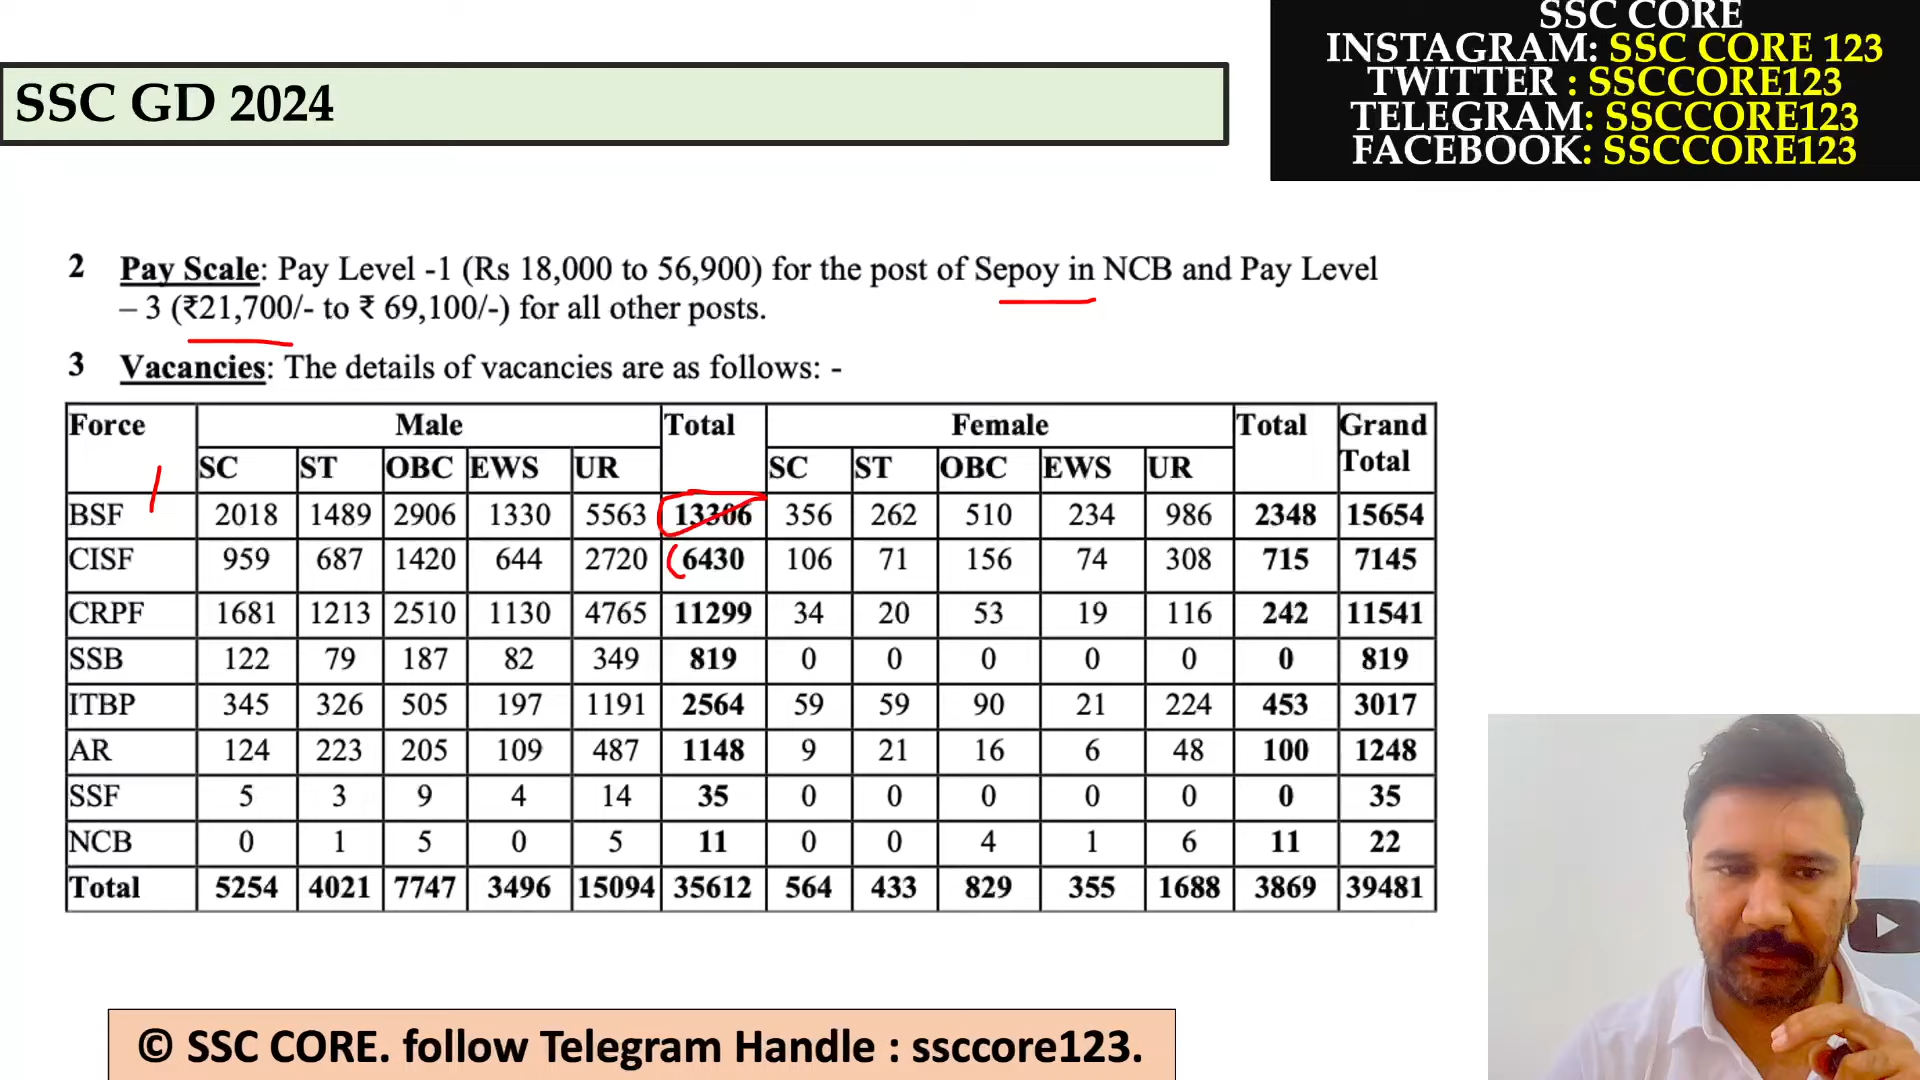 SSC CORE
INSTAGRAM: SSC CORE 123
TWITTER : SSCCORE123
TELEGRAM: SSCCORE123
FACEBOOK: SSCCORE123
SSC GD 2024
2 Pay Scale: Pay Level -1 (Rs 18,000 to 56,900) for the post of Sepoy in NCB and Pay Level
– 3 (₹21,700/- to ₹ 69,100/-) for all other posts.
3 Vacancies: The details of vacancies are as follows: -
Force Male Total Female Total Grand Total
SC ST OBC EWS UR SC ST OBC EWS UR
BSF 2018 1489 2906 1330 5563 13306 356 262 510 234 986 2348 15654
CISF 959 687 1420 644 2720 6430 106 71 156 74 308 715 7145
CRPF 1681 1213 2510 1130 4765 11299 34 20 53 19 116 242 11541
SSB 122 79 187 82 349 819 0 0 0 0 0 0 819
ITBP 345 326 505 197 1191 2564 59 59 90 21 224 453 3017
AR 124 223 205 109 487 1148 9 21 16 6 48 100 1248
SSF 5 3 9 4 14 35 0 0 0 0 0 0 35
NCB 0 1 5 0 5 11 0 0 4 1 6 11 22
Total 5254 4021 7747 3496 15094 35612 564 433 829 355 1688 3869 39481
© SSC CORE. follow Telegram Handle : ssccore123.